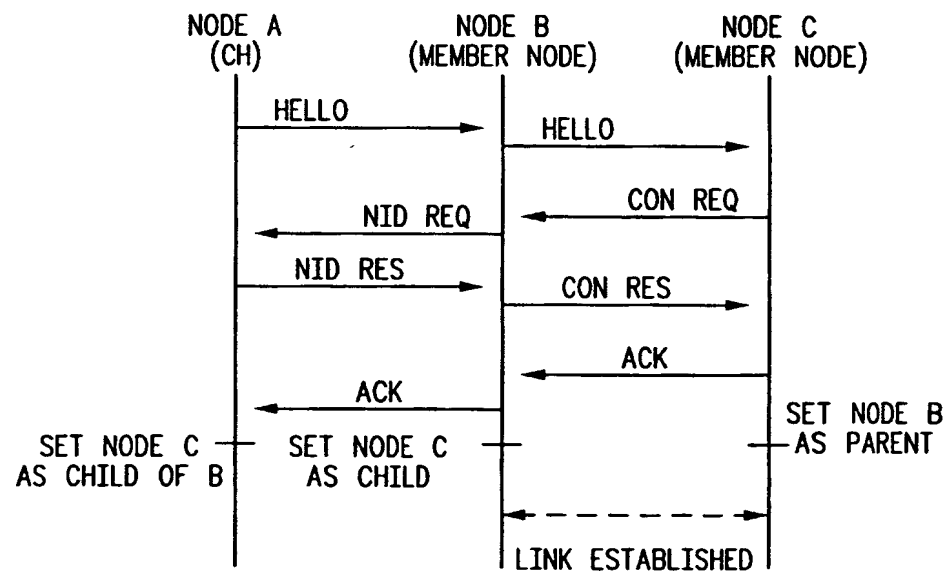 NODE A
(CH)
NODE B
(MEMBER NODE)
NODE C
(MEMBER NODE)
HELLO
HELLO
CON REQ
NID REQ
NID RES
CON RES
ACK
ACK
SET NODE C
AS CHILD OF B
SET NODE C
AS CHILD
SET NODE B
AS PARENT
LINK ESTABLISHED